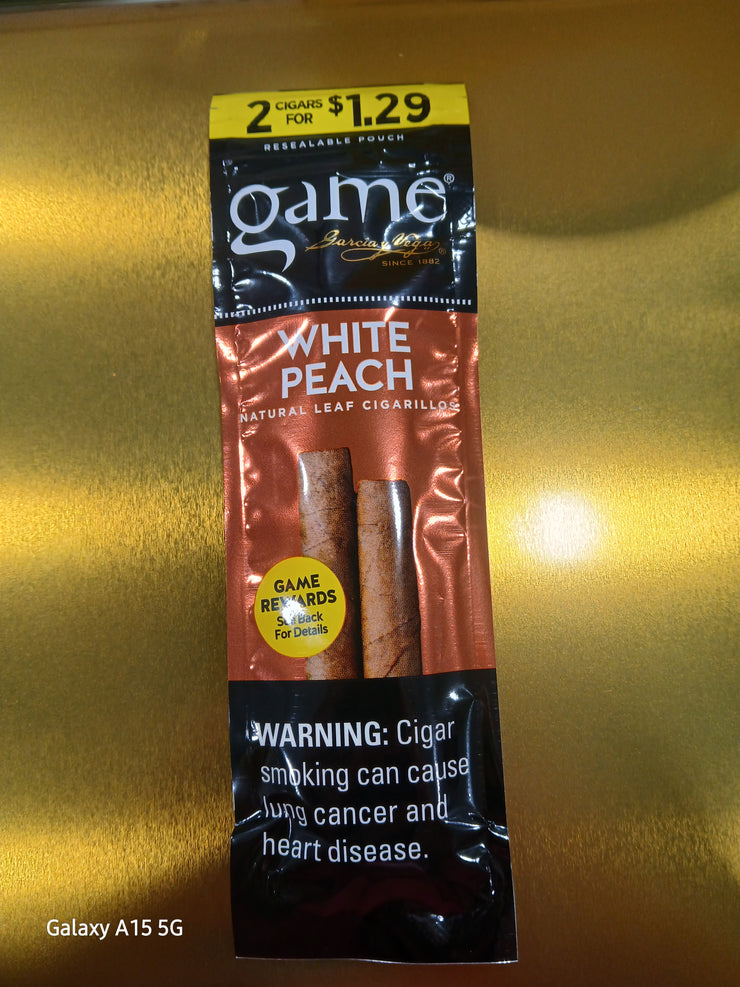 2 CIGARS FOR $1.29
RESEALABLE POUCH
game®
Garcia y Vega®
SINCE 1882
WHITE
PEACH
NATURAL LEAF CIGARILLOS
GAME
REWARDS
See Back
For Details
WARNING: Cigar
smoking can cause
lung cancer and
heart disease.
Galaxy A15 5G